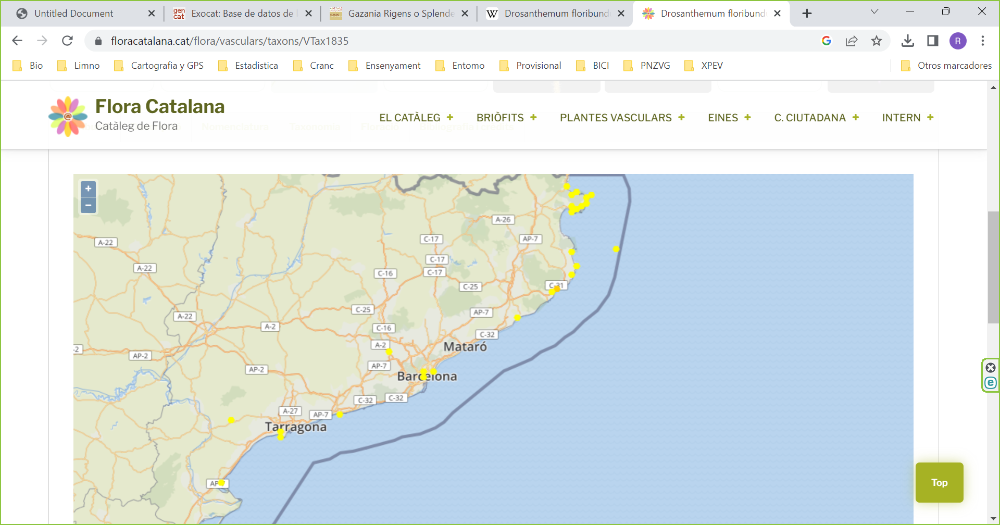 Untitled Document
Exocat: Base de datos de
Gazania Rigens o Splende
Drosanthemum floribund
Drosanthemum floribund
floracatalana.cat/flora/vasculars/taxons/VTax1835
R
Bio
Limno
Cartografia y GPS
Estadistica
Cranc
Ensenyament
Entomo
Provisional
BICI
PNZVG
XPEV
Otros marcadores
Flora Catalana
Catàleg de Flora
EL CATÀLEG +
BRIÒFITS +
PLANTES VASCULARS +
EINES +
C. CIUTADANA +
INTERN +
Nomenclatura
Taxonomia
+
−
A-26
A-22
C-17
AP-7
C-17
A-22
C-16
C-17
C-25
C-31
C-25
AP-7
A-22
A-2
C-16
C-32
A-2
Mataró
-2
AP-2
AP-7
AP-2
Barcelona
C-32
C-32
A-27
AP-7
Tarragona
AP-7
Top